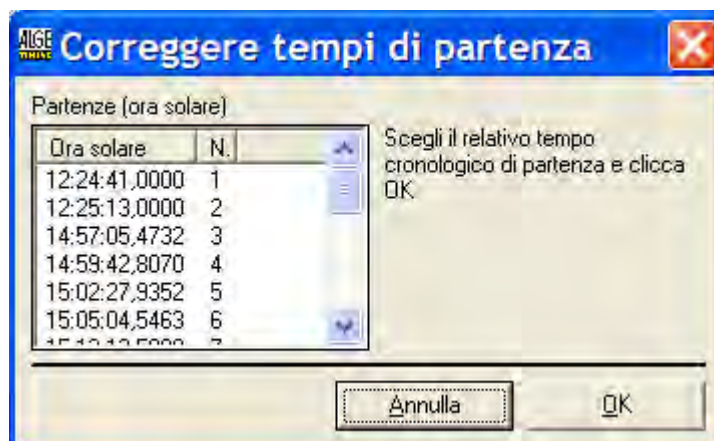 ALGE
TIMING
Correggere tempi di partenza
Partenze (ora solare)
Ora solare N.
12:24:41,0000 1
12:25:13,0000 2
14:57:05,4732 3
14:59:42,8070 4
15:02:27,9352 5
15:05:04,5463 6
Scegli il relativo tempo
cronologico di partenza e clicca
OK
Annulla
OK